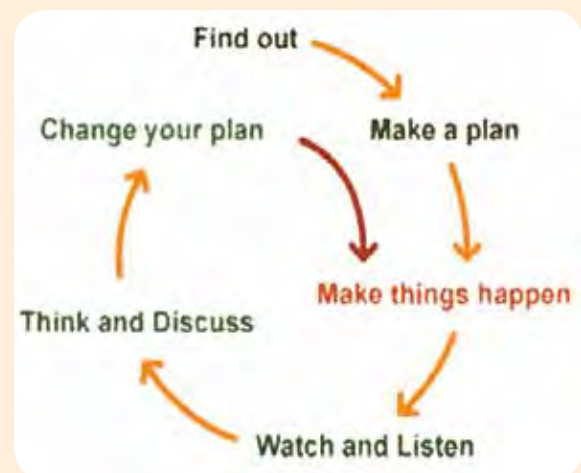 Find out
Make a plan
Change your plan
Make things happen
Think and Discuss
Watch and Listen